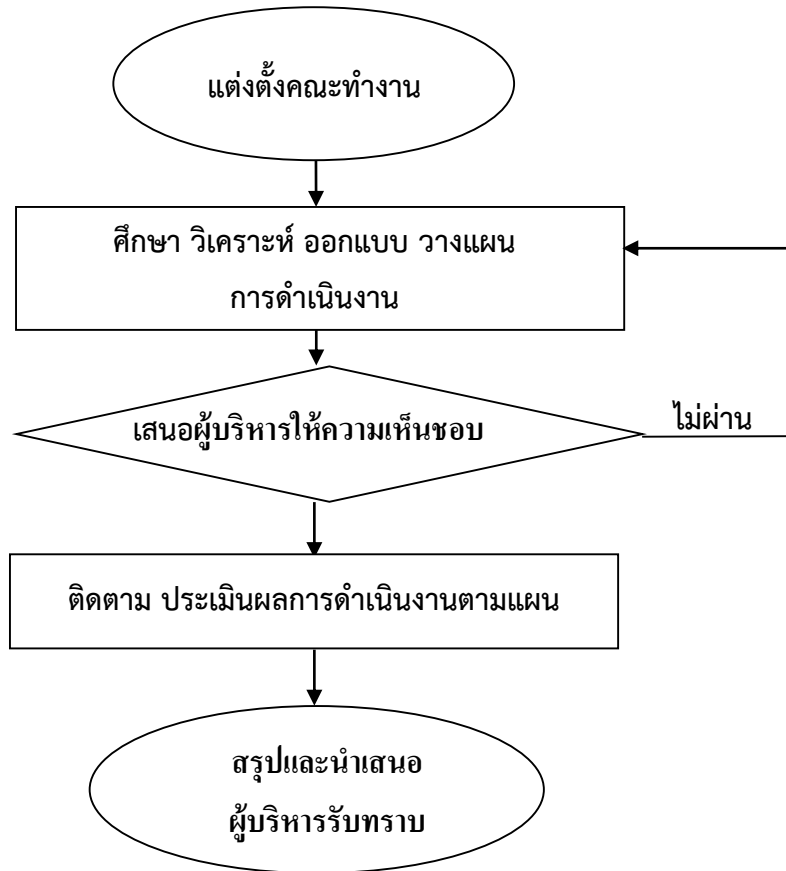 แต่งตั้งคณะทำงาน
ศึกษา วิเคราะห์ ออกแบบ วางแผน
การดำเนินงาน
เสนอผู้บริหารให้ความเห็นชอบ
ไม่ผ่าน
ติดตาม ประเมินผลการดำเนินงานตามแผน
สรุปและนำเสนอ
ผู้บริหารรับทราบ